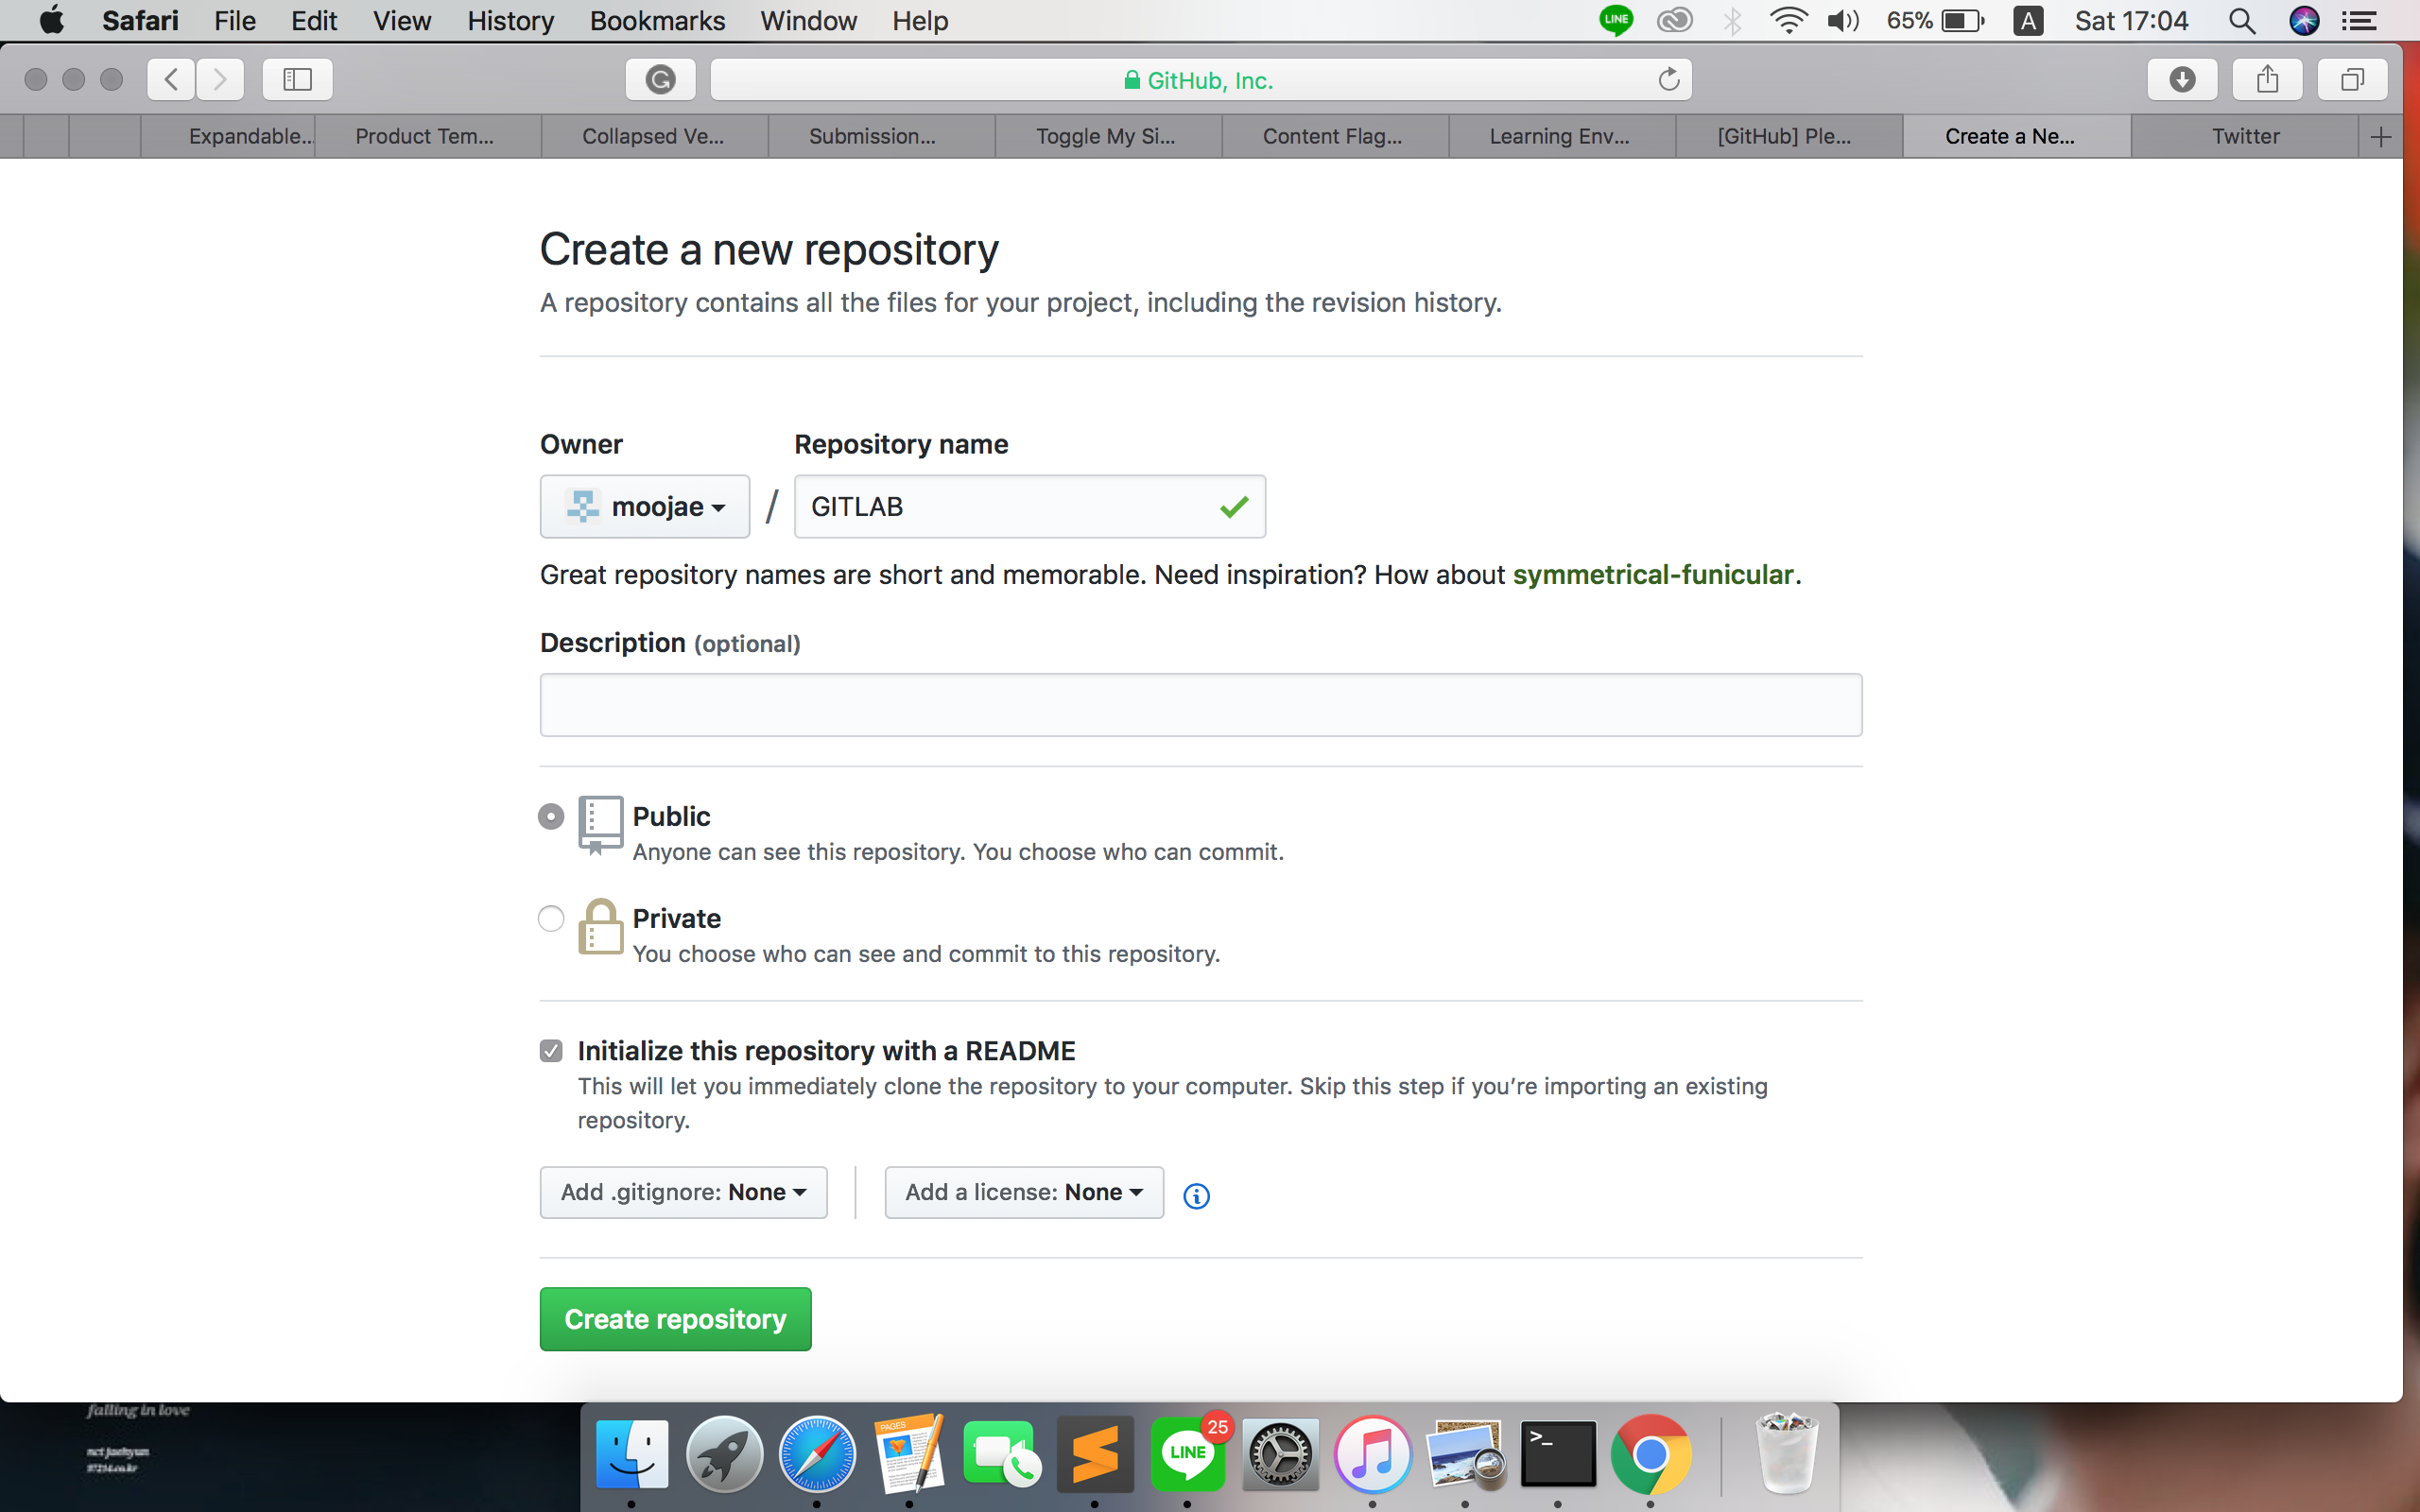 Safari File Edit View History Bookmarks Window Help LINE 65% A Sat 17:04
GitHub, Inc.
Expandable... Product Tem... Collapsed Ve... Submission... Toggle My Si... Content Flag... Learning Env... [GitHub] Ple... Create a Ne... Twitter
Create a new repository
A repository contains all the files for your project, including the revision history.
Owner Repository name
moojae / GITLAB
Great repository names are short and memorable. Need inspiration? How about symmetrical-funicular.
Description (optional)
Public
Anyone can see this repository. You choose who can commit.
Private
You choose who can see and commit to this repository.
Initialize this repository with a README
This will let you immediately clone the repository to your computer. Skip this step if you're importing an existing
repository.
Add .gitignore: None Add a license: None
Create repository
falling in love
nct jaehyun
PAGES
25
LINE
>_